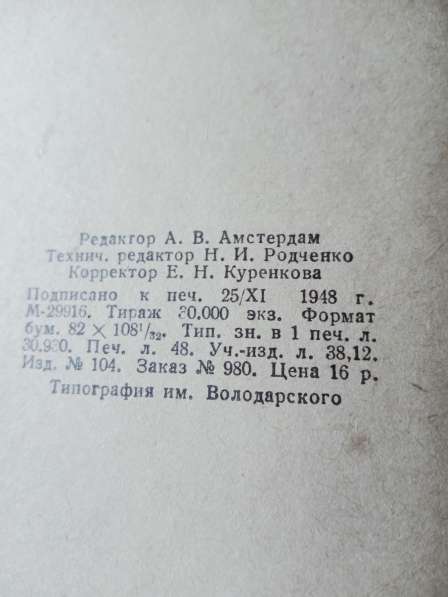 Редактор А. В. Амстердам
Технич. редактор Н. И. Родченко
Корректор Е. Н. Куренкова
Подписано к печ. 25/XI 1948 г.
М-29916. Тираж 30.000 экз. Формат
бум. 82 × 108¹/₃₂. Тип. зн. в 1 печ. л.
30.930. Печ. л. 48. Уч.-изд. л. 38,12.
Изд. № 104. Заказ № 980. Цена 16 р.
Типография им. Володарского